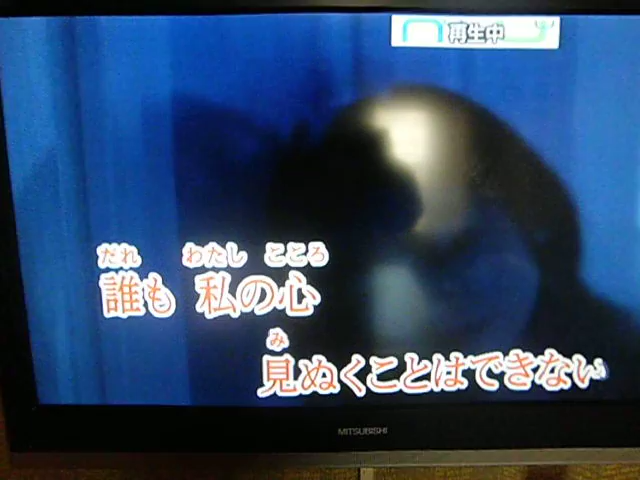 再生中
だれ わたし こころ
誰も 私の心
み
見ぬくことはできない
MITSUBISHI